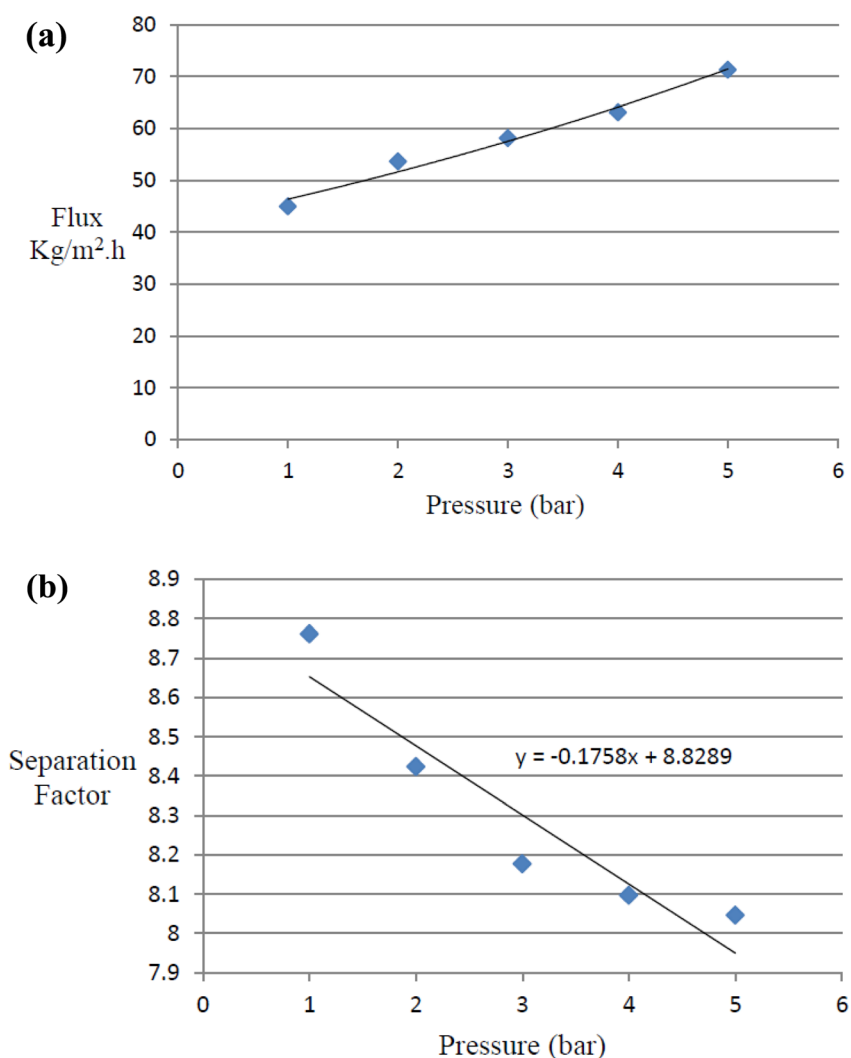 (a)
80
70
60
50
40
30
20
10
0
Flux
Kg/m².h
0 1 2 3 4 5 6
Pressure (bar)
(b)
8.9
8.8
8.7
8.6
8.5
8.4
8.3
8.2
8.1
8
7.9
Separation
Factor
y = -0.1758x + 8.8289
0 1 2 3 4 5 6
Pressure (bar)